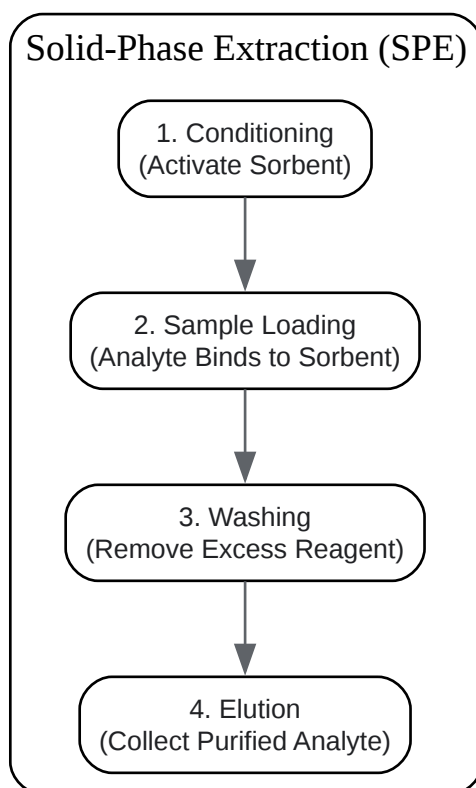 Solid-Phase Extraction (SPE)
1. Conditioning
(Activate Sorbent)
2. Sample Loading
(Analyte Binds to Sorbent)
3. Washing
(Remove Excess Reagent)
4. Elution
(Collect Purified Analyte)